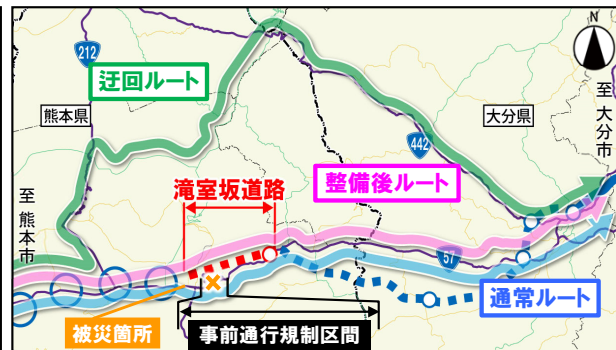 N
212
迂回ルート
熊本県
大分県
至 大分市
442
整備後ルート
滝室坂道路
至 熊本市
57
通常ルート
被災箇所
事前通行規制区間